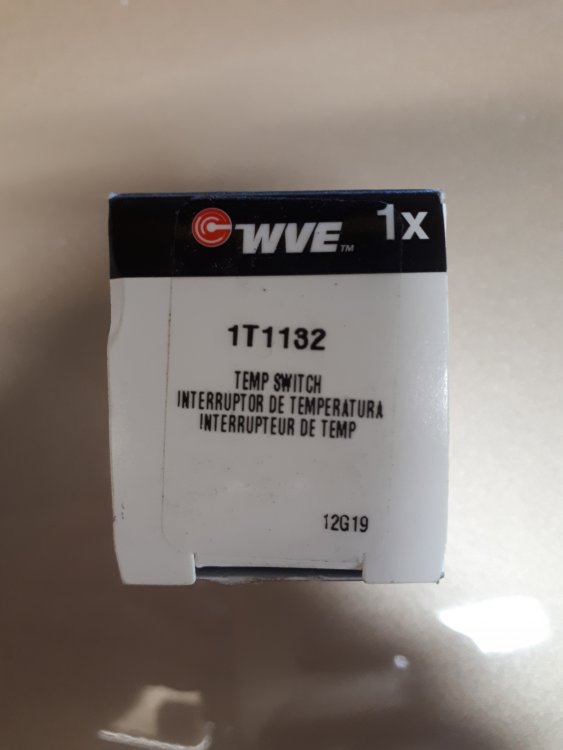 WVE™ 1x
1T1132
TEMP SWITCH
INTERRUPTOR DE TEMPERATURA
INTERRUPTEUR DE TEMP
12G19